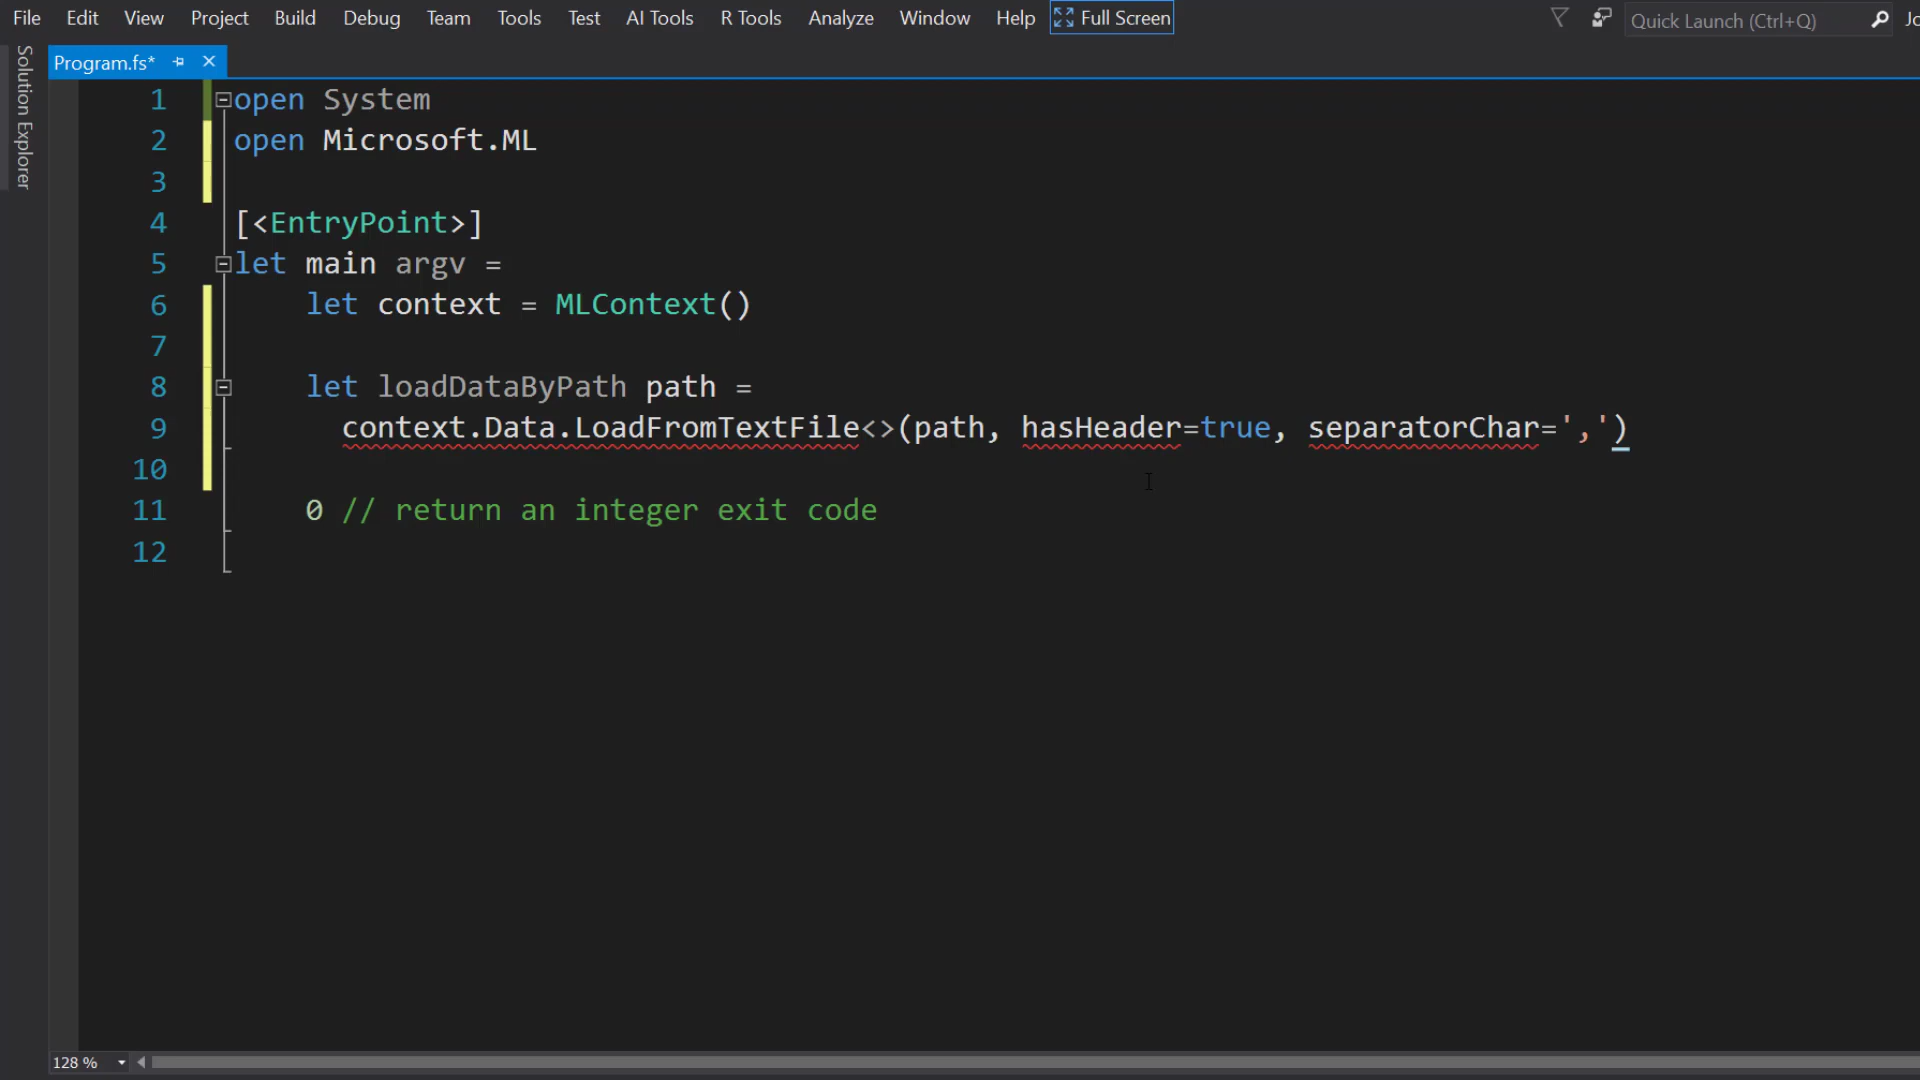 File Edit View Project Build Debug Team Tools Test AI Tools R Tools Analyze Window Help Full Screen Quick Launch (Ctrl+Q) Jo
Solution Explorer
Program.fs*
1 open System
2 open Microsoft.ML
3
4 [<EntryPoint>]
5 let main argv =
6 let context = MLContext()
7
8 let loadDataByPath path =
9 context.Data.LoadFromTextFile<>(path, hasHeader=true, separatorChar=',')
10
11 0 // return an integer exit code
12
128 %